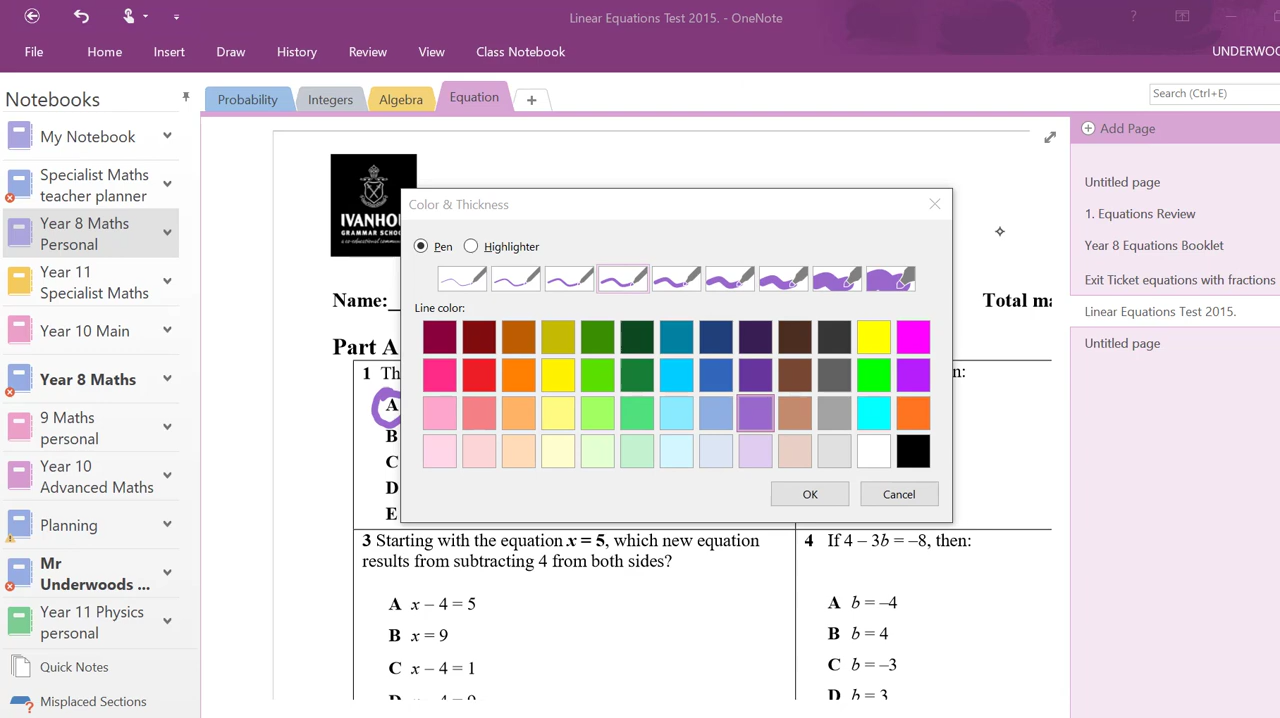 Linear Equations Test 2015. - OneNote
?
File Home Insert Draw History Review View Class Notebook
Notebooks
My Notebook
Specialist Maths
teacher planner
Year 8 Maths
Personal
Year 11
Specialist Maths
Year 10 Main
Year 8 Maths
9 Maths
personal
Year 10
Advanced Maths
Planning
Mr
Underwoods ...
Year 11 Physics
personal
Quick Notes
Misplaced Sections
Probability Integers Algebra Equation +
Search (Ctrl+E)
Add Page
Untitled page
1. Equations Review
Year 8 Equations Booklet
Exit Ticket equations with fractions
Linear Equations Test 2015.
Untitled page
Name:_
Total
Part A
1
A
B
C
D
E
Color & Thickness
Pen Highlighter
Line color:
OK Cancel
3 Starting with the equation x = 5, which new equation
results from subtracting 4 from both sides?
A x – 4 = 5
B x = 9
C x – 4 = 1
4 If 4 – 3b = –8, then:
A b = –4
B b = 4
C b = –3
D b = 3